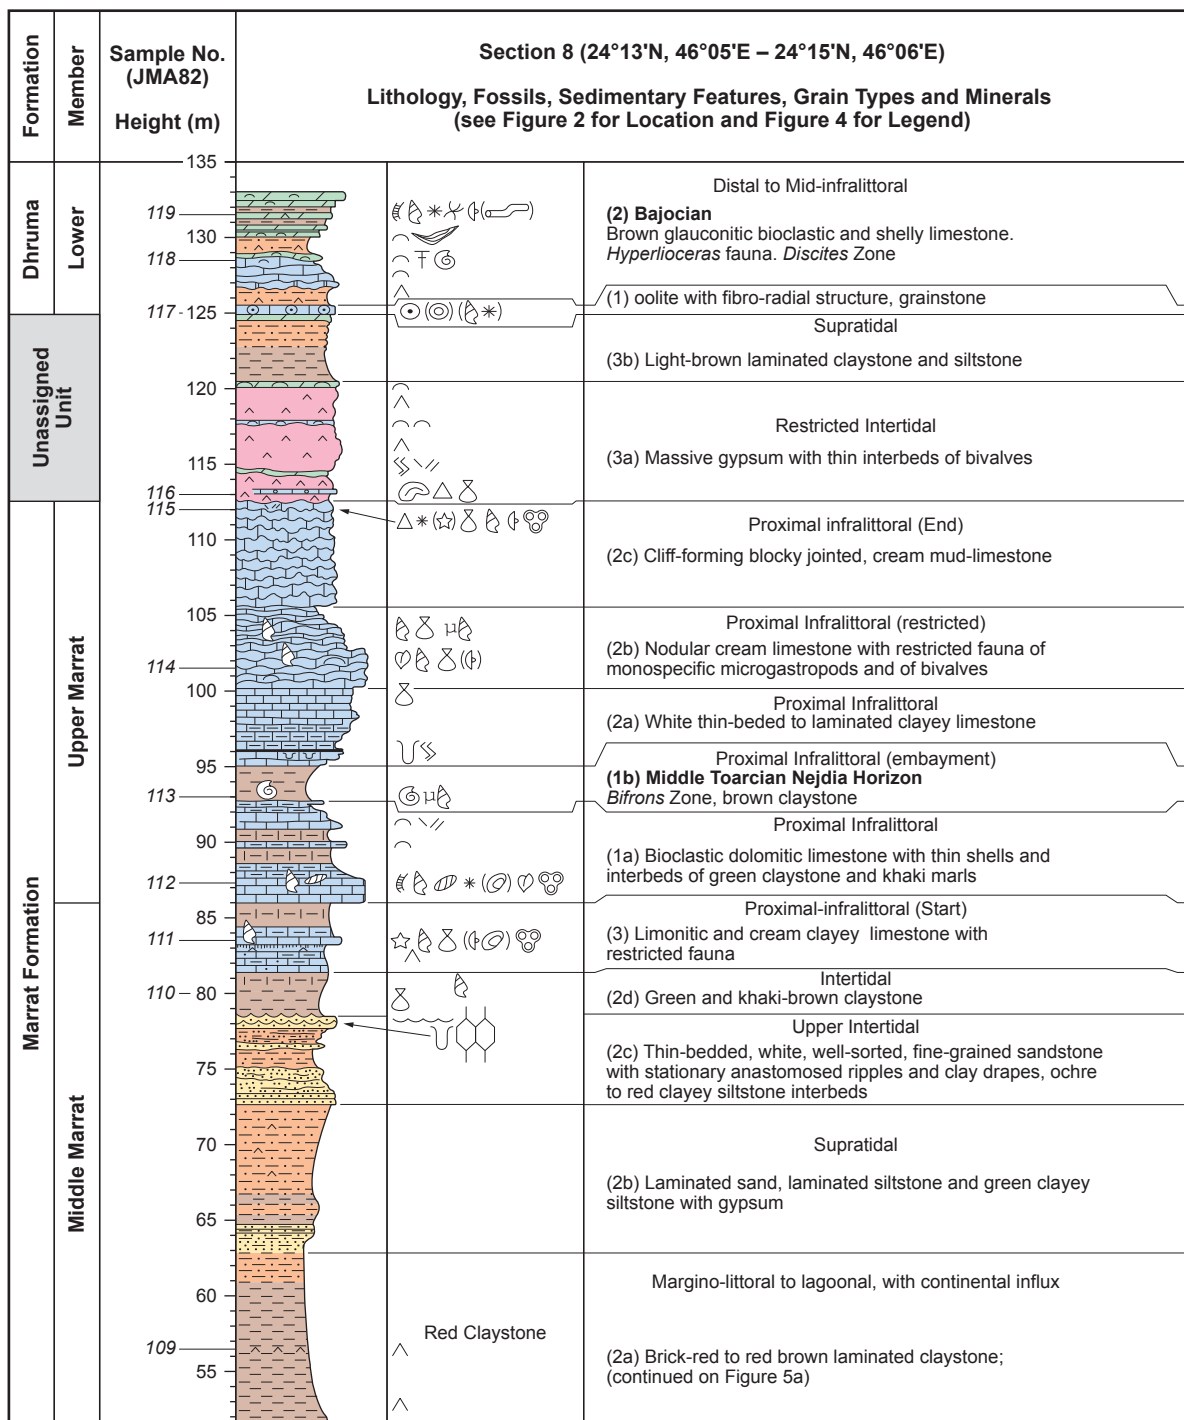 Formation
Member
Sample No.
(JMA82)
Height (m)
Section 8 (24°13'N, 46°05'E – 24°15'N, 46°06'E)
Lithology, Fossils, Sedimentary Features, Grain Types and Minerals
(see Figure 2 for Location and Figure 4 for Legend)
Dhruma
Lower
Unassigned
Unit
Marrat Formation
Upper Marrat
Middle Marrat
135
119
130
118
117
125
120
115
116
115
110
105
114
100
95
113
90
112
85
111
110
80
75
70
65
60
109
55
µ
µ
Red Claystone
Distal to Mid-infralittoral
(2) Bajocian
Brown glauconitic bioclastic and shelly limestone.
Hyperlioceras fauna. Discites Zone
(1) oolite with fibro-radial structure, grainstone
Supratidal
(3b) Light-brown laminated claystone and siltstone
Restricted Intertidal
(3a) Massive gypsum with thin interbeds of bivalves
Proximal infralittoral (End)
(2c) Cliff-forming blocky jointed, cream mud-limestone
Proximal Infralittoral (restricted)
(2b) Nodular cream limestone with restricted fauna of
monospecific microgastropods and of bivalves
Proximal Infralittoral
(2a) White thin-beded to laminated clayey limestone
Proximal Infralittoral (embayment)
(1b) Middle Toarcian Nejdia Horizon
Bifrons Zone, brown claystone
Proximal Infralittoral
(1a) Bioclastic dolomitic limestone with thin shells and
interbeds of green claystone and khaki marls
Proximal-infralittoral (Start)
(3) Limonitic and cream clayey limestone with
restricted fauna
Intertidal
(2d) Green and khaki-brown claystone
Upper Intertidal
(2c) Thin-bedded, white, well-sorted, fine-grained sandstone
with stationary anastomosed ripples and clay drapes, ochre
to red clayey siltstone interbeds
Supratidal
(2b) Laminated sand, laminated siltstone and green clayey
siltstone with gypsum
Margino-littoral to lagoonal, with continental influx
(2a) Brick-red to red brown laminated claystone;
(continued on Figure 5a)